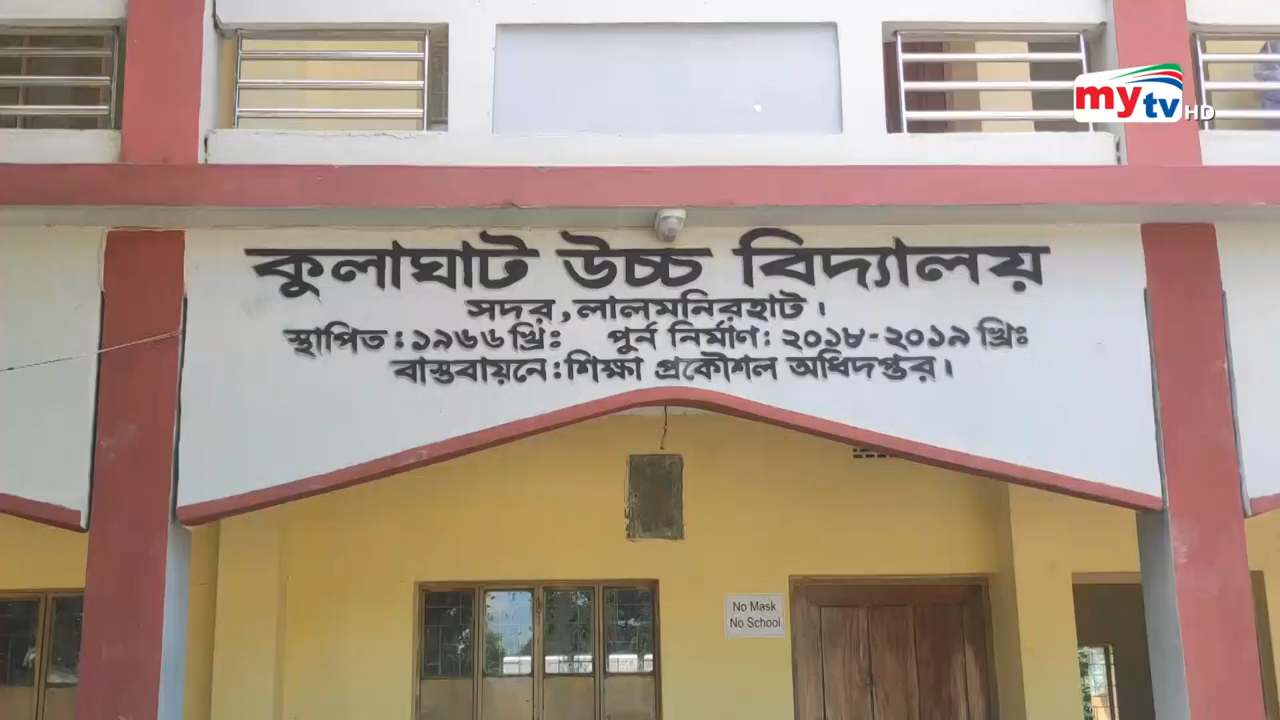 mytv HD
কুলাঘাট উচ্চ বিদ্যালয়
সদর, লালমনিরহাট।
স্থাপিত : ১৯৬৬ খ্রিঃ পুর্ন নির্মাণ: ২০১৮-২০১৯ খ্রিঃ
বাস্তবায়নে : শিক্ষা প্রকৌশল অধিদপ্তর।
No Mask
No School